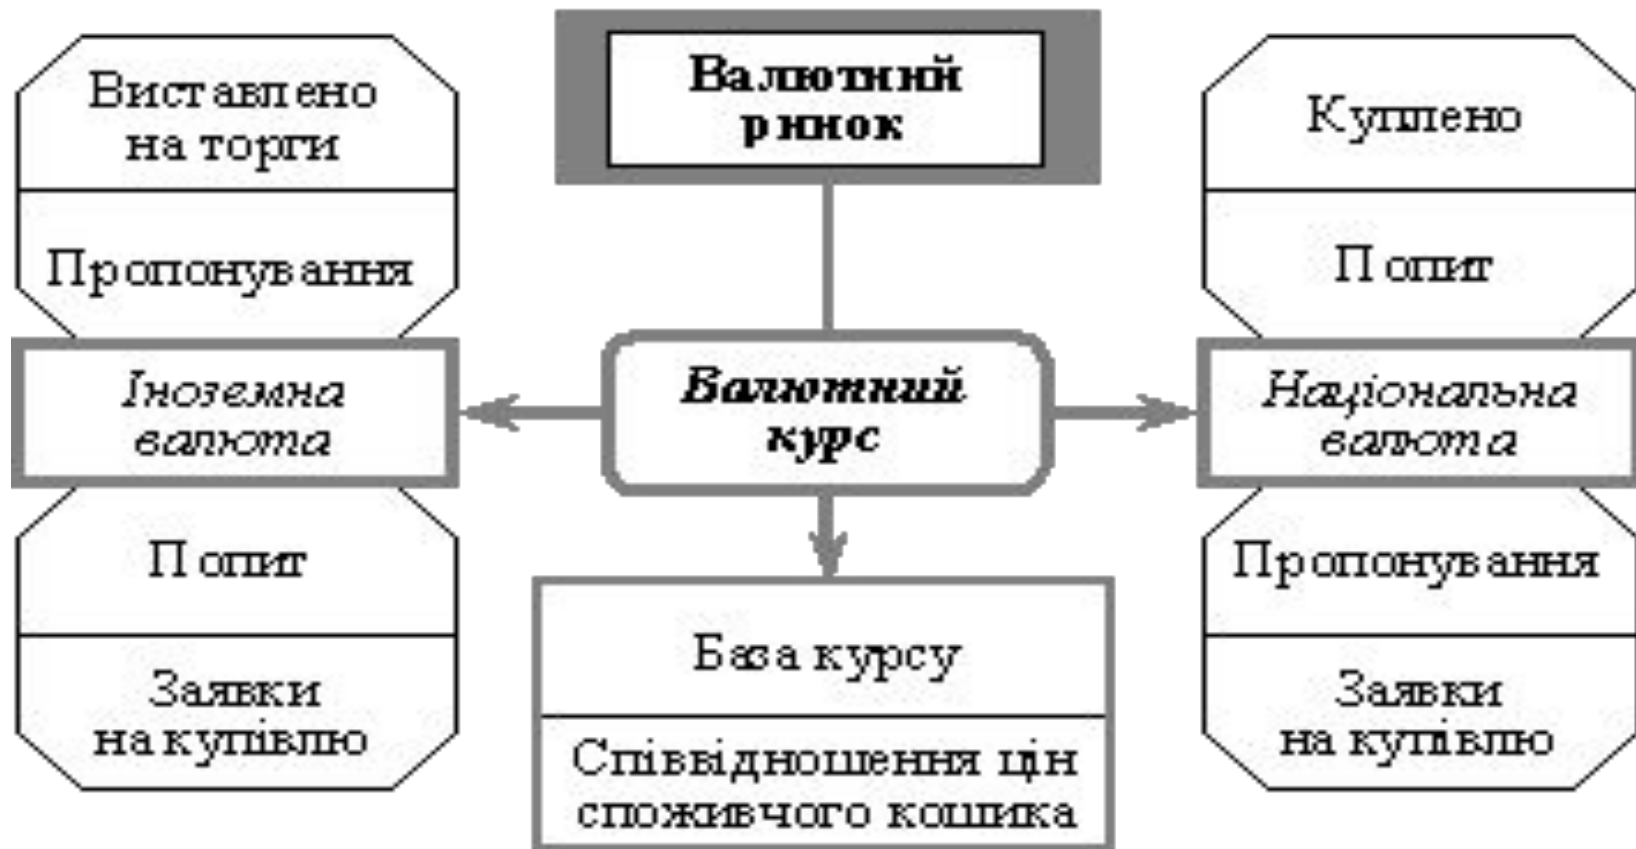 Виставлено
на торги
Пропонування
Іноземна
валюта
Попит
Заявки
на купівлю
Валютний
ринок
Валютний
курс
База курсу
Співвідношення цін
споживчого кошика
Куплено
Попит
Національна
валюта
Пропонування
Заявки
на купівлю